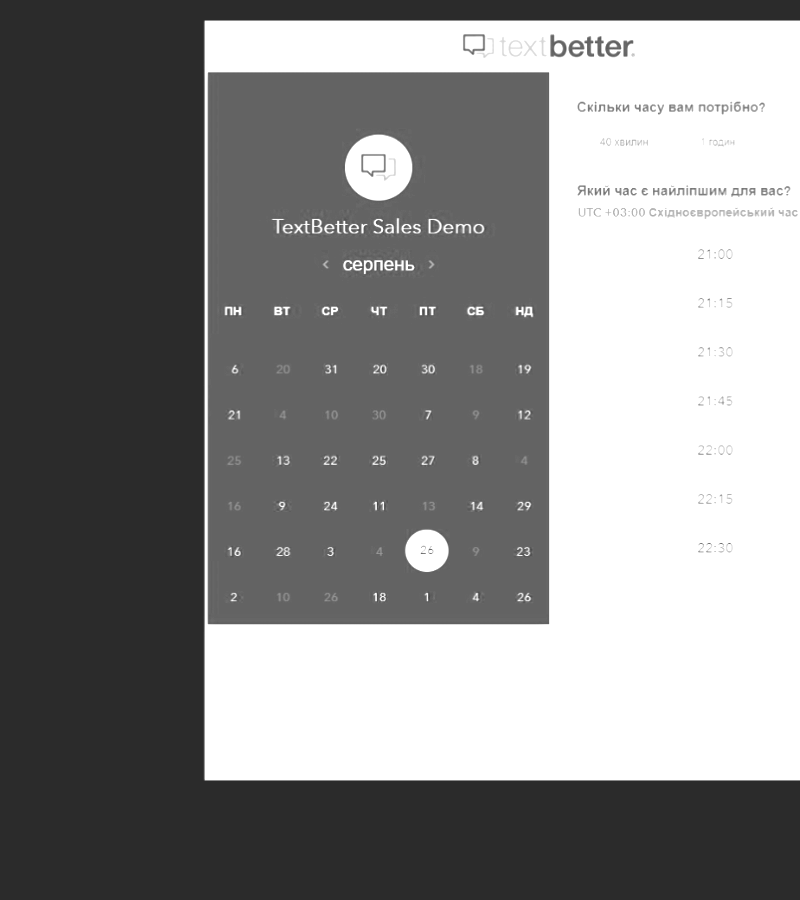 textbetter.
TextBetter Sales Demo
‹ серпень ›
ПН ВТ СР ЧТ ПТ СБ НД
6 20 31 20 30 18 19
21 4 10 30 7 9 12
25 13 22 25 27 8 4
16 9 24 11 13 14 29
16 28 3 4 26 9 23
2 10 26 18 1 4 26
Скільки часу вам потрібно?
40 хвилин 1 годин
Який час є найліпшим для вас?
UTC +03:00 Східноєвропейський час
21:00
21:15
21:30
21:45
22:00
22:15
22:30